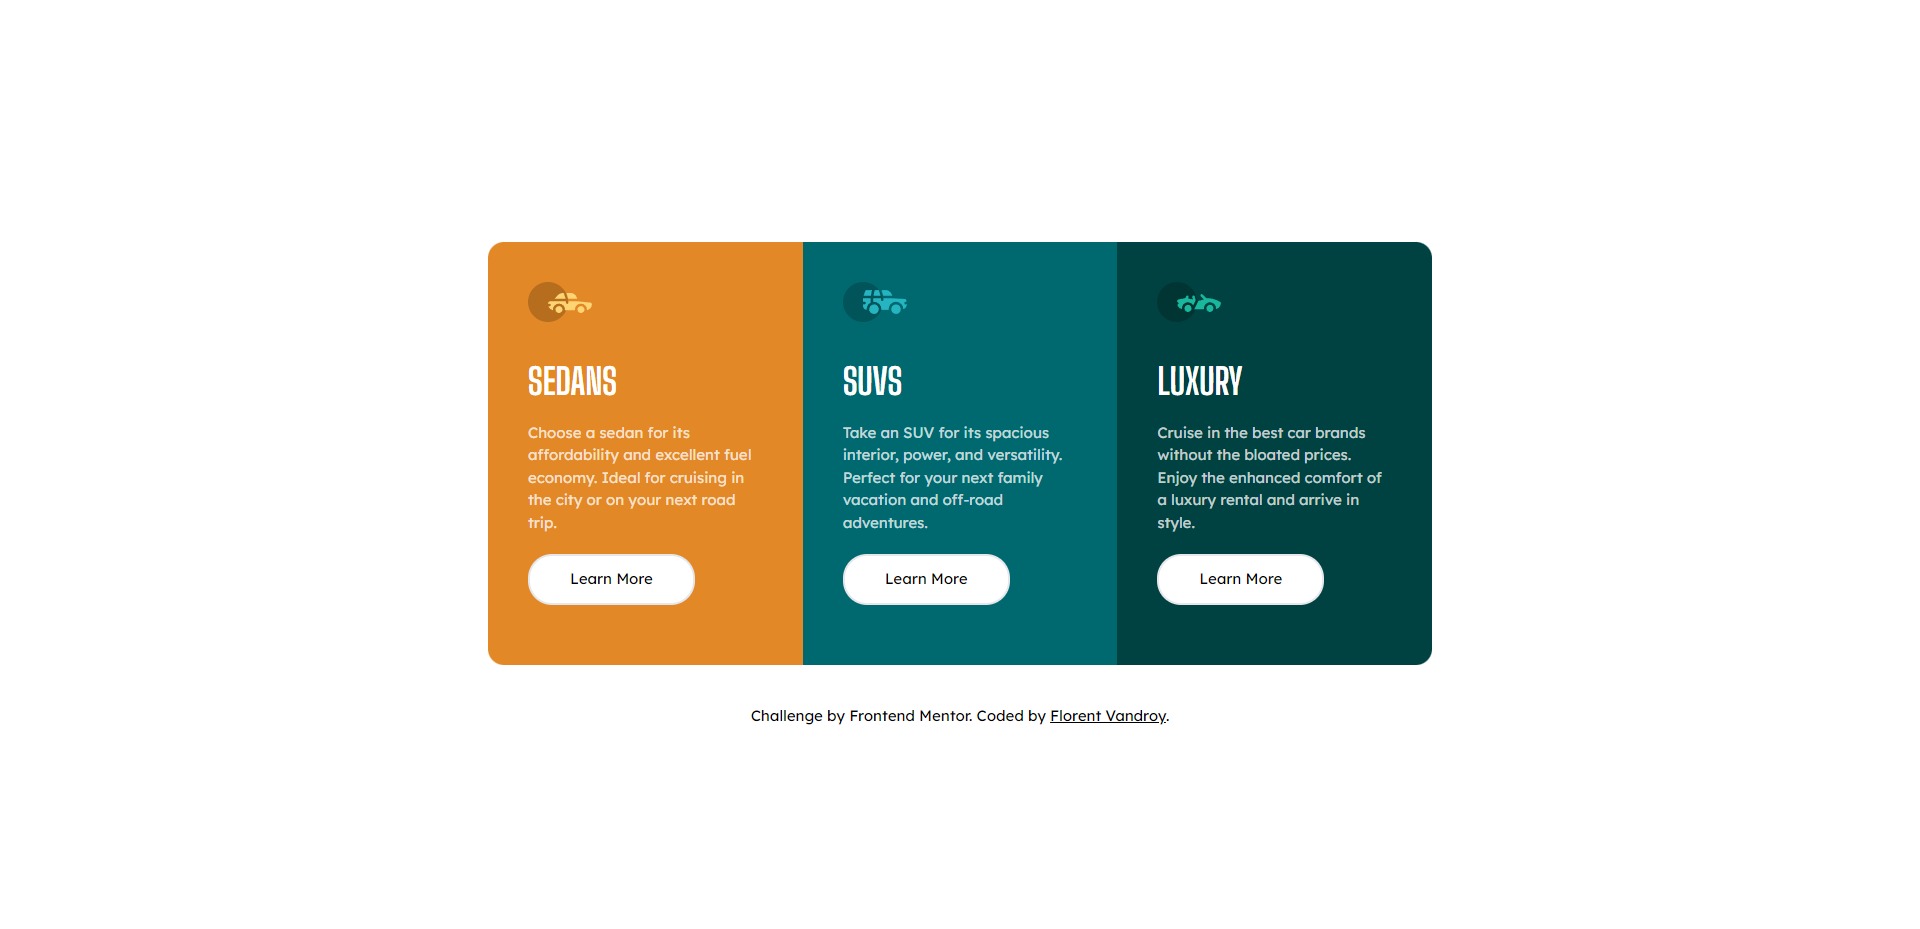 SEDANS
Choose a sedan for its
affordability and excellent fuel
economy. Ideal for cruising in
the city or on your next road
trip.
Learn More
SUVS
Take an SUV for its spacious
interior, power, and versatility.
Perfect for your next family
vacation and off-road
adventures.
Learn More
LUXURY
Cruise in the best car brands
without the bloated prices.
Enjoy the enhanced comfort of
a luxury rental and arrive in
style.
Learn More
Challenge by Frontend Mentor. Coded by Florent Vandroy.